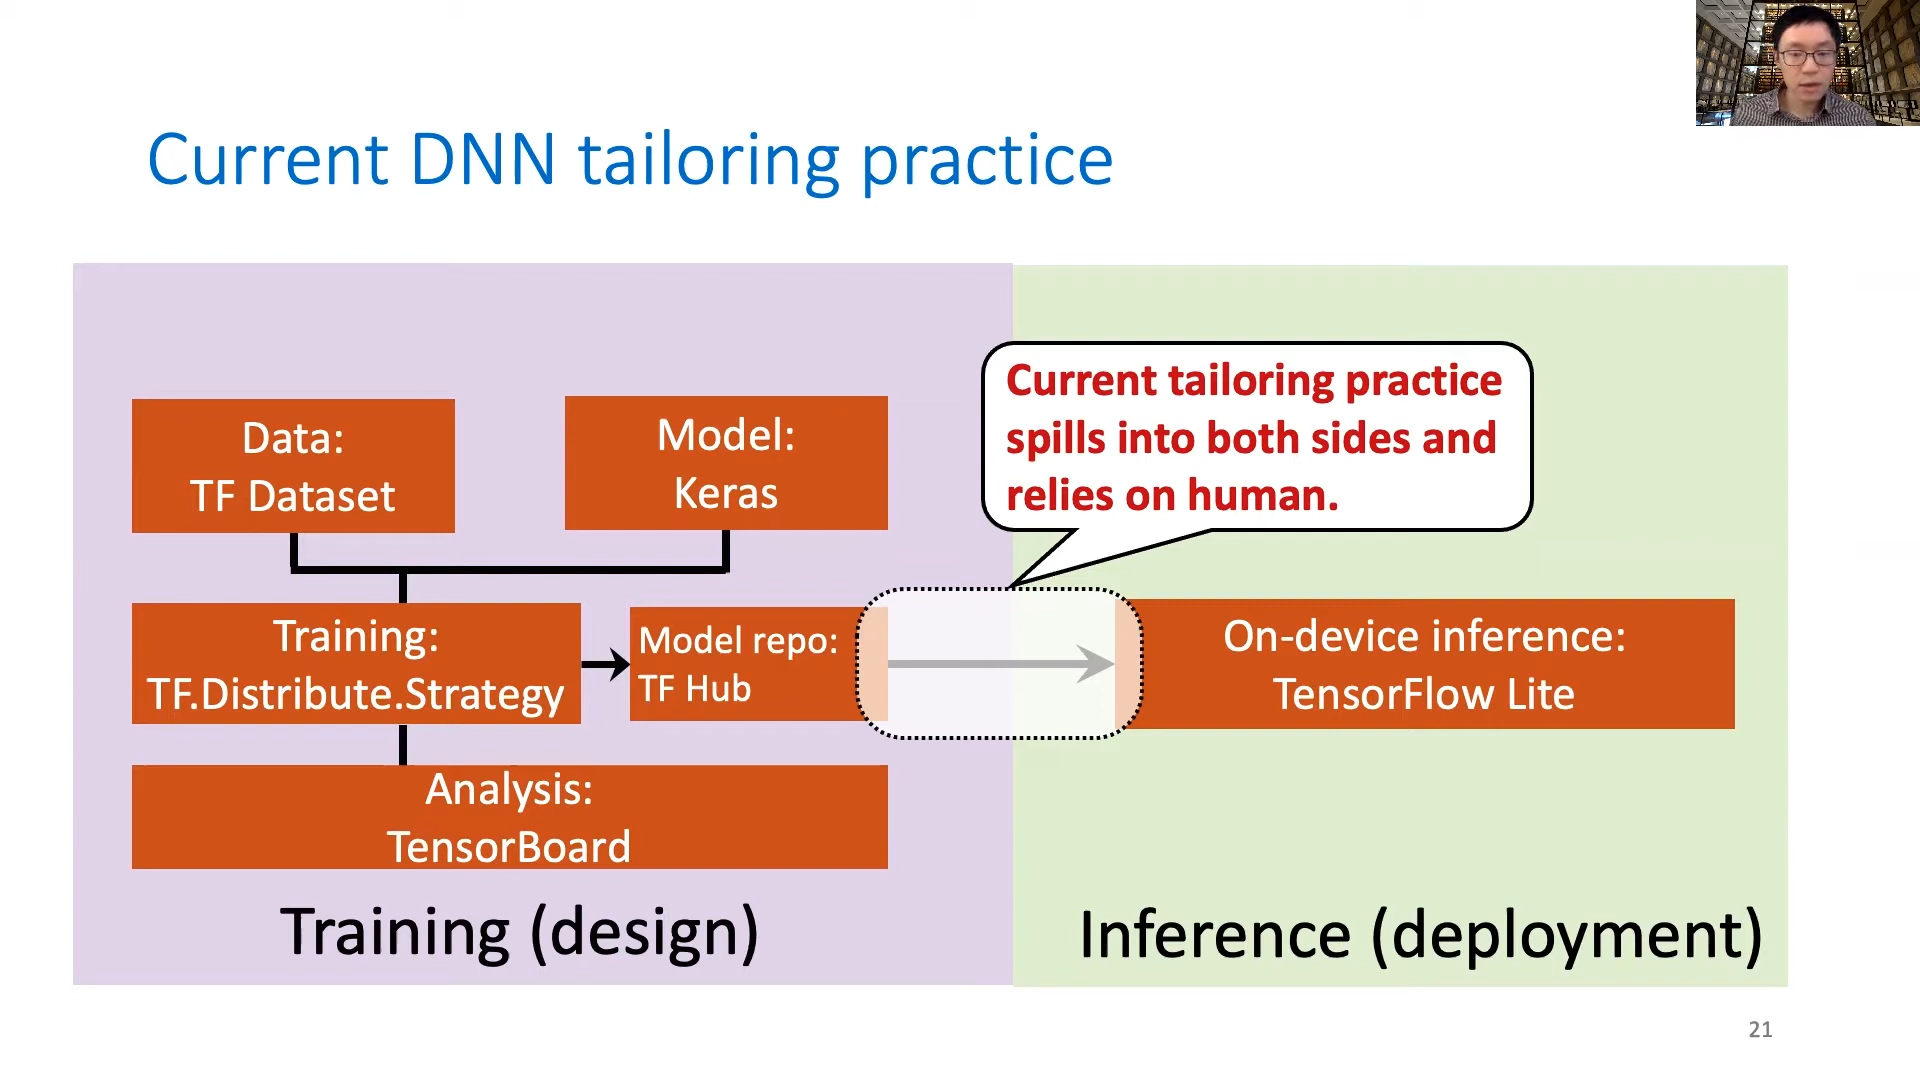 Current DNN tailoring practice
Current tailoring practice
spills into both sides and
relies on human.
Data:
TF Dataset
Model:
Keras
Training:
TF.Distribute.Strategy
Model repo:
TF Hub
On-device inference:
TensorFlow Lite
Analysis:
TensorBoard
Training (design)
Inference (deployment)
21